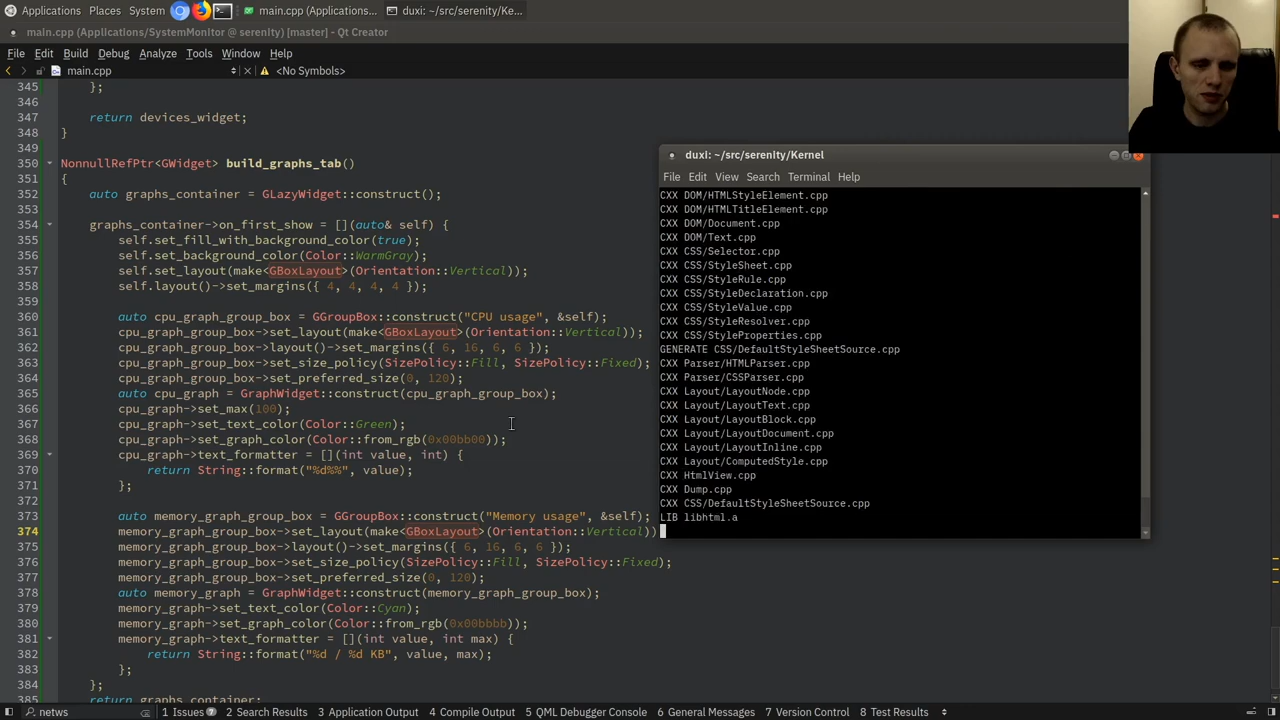 Applications Places System main.cpp (Applications/S... duxi: ~/src/serenity/Ke...
main.cpp (Applications/SystemMonitor @ serenity) [master] - Qt Creator
File Edit Build Debug Analyze Tools Window Help
main.cpp <No Symbols>
345 };
346
347 return devices_widget;
348 }
349
350 NonnullRefPtr<GWidget> build_graphs_tab()
351 {
352 auto graphs_container = GLazyWidget::construct();
353
354 graphs_container->on_first_show = [](auto& self) {
355 self.set_fill_with_background_color(true);
356 self.set_background_color(Color::WarmGray);
357 self.set_layout(make<GBoxLayout>(Orientation::Vertical));
358 self.layout()->set_margins({ 4, 4, 4, 4 });
359
360 auto cpu_graph_group_box = GGroupBox::construct("CPU usage", &self);
361 cpu_graph_group_box->set_layout(make<GBoxLayout>(Orientation::Vertical));
362 cpu_graph_group_box->layout()->set_margins({ 6, 16, 6, 6 });
363 cpu_graph_group_box->set_size_policy(SizePolicy::Fill, SizePolicy::Fixed);
364 cpu_graph_group_box->set_preferred_size(0, 120);
365 auto cpu_graph = GraphWidget::construct(cpu_graph_group_box);
366 cpu_graph->set_max(100);
367 cpu_graph->set_text_color(Color::Green);
368 cpu_graph->set_graph_color(Color::from_rgb(0x00bb00));
369 cpu_graph->text_formatter = [](int value, int) {
370 return String::format("%d%%", value);
371 };
372
373 auto memory_graph_group_box = GGroupBox::construct("Memory usage", &self);
374 memory_graph_group_box->set_layout(make<GBoxLayout>(Orientation::Vertical))
375 memory_graph_group_box->layout()->set_margins({ 6, 16, 6, 6 });
376 memory_graph_group_box->set_size_policy(SizePolicy::Fill, SizePolicy::Fixed);
377 memory_graph_group_box->set_preferred_size(0, 120);
378 auto memory_graph = GraphWidget::construct(memory_graph_group_box);
379 memory_graph->set_text_color(Color::Cyan);
380 memory_graph->set_graph_color(Color::from_rgb(0x00bbbb));
381 memory_graph->text_formatter = [](int value, int max) {
382 return String::format("%d / %d KB", value, max);
383 };
384 };
385 return graphs_container;
duxi: ~/src/serenity/Kernel
File Edit View Search Terminal Help
CXX DOM/HTMLStyleElement.cpp
CXX DOM/HTMLTitleElement.cpp
CXX DOM/Document.cpp
CXX DOM/Text.cpp
CXX CSS/Selector.cpp
CXX CSS/StyleSheet.cpp
CXX CSS/StyleRule.cpp
CXX CSS/StyleDeclaration.cpp
CXX CSS/StyleValue.cpp
CXX CSS/StyleResolver.cpp
CXX CSS/StyleProperties.cpp
GENERATE CSS/DefaultStyleSheetSource.cpp
CXX Parser/HTMLParser.cpp
CXX Parser/CSSParser.cpp
CXX Layout/LayoutNode.cpp
CXX Layout/LayoutText.cpp
CXX Layout/LayoutBlock.cpp
CXX Layout/LayoutDocument.cpp
CXX Layout/LayoutInline.cpp
CXX Layout/ComputedStyle.cpp
CXX HtmlView.cpp
CXX Dump.cpp
CXX CSS/DefaultStyleSheetSource.cpp
LIB libhtml.a
netws 1 Issues 7 2 Search Results 3 Application Output 4 Compile Output 5 QML Debugger Console 6 General Messages 7 Version Control 8 Test Results